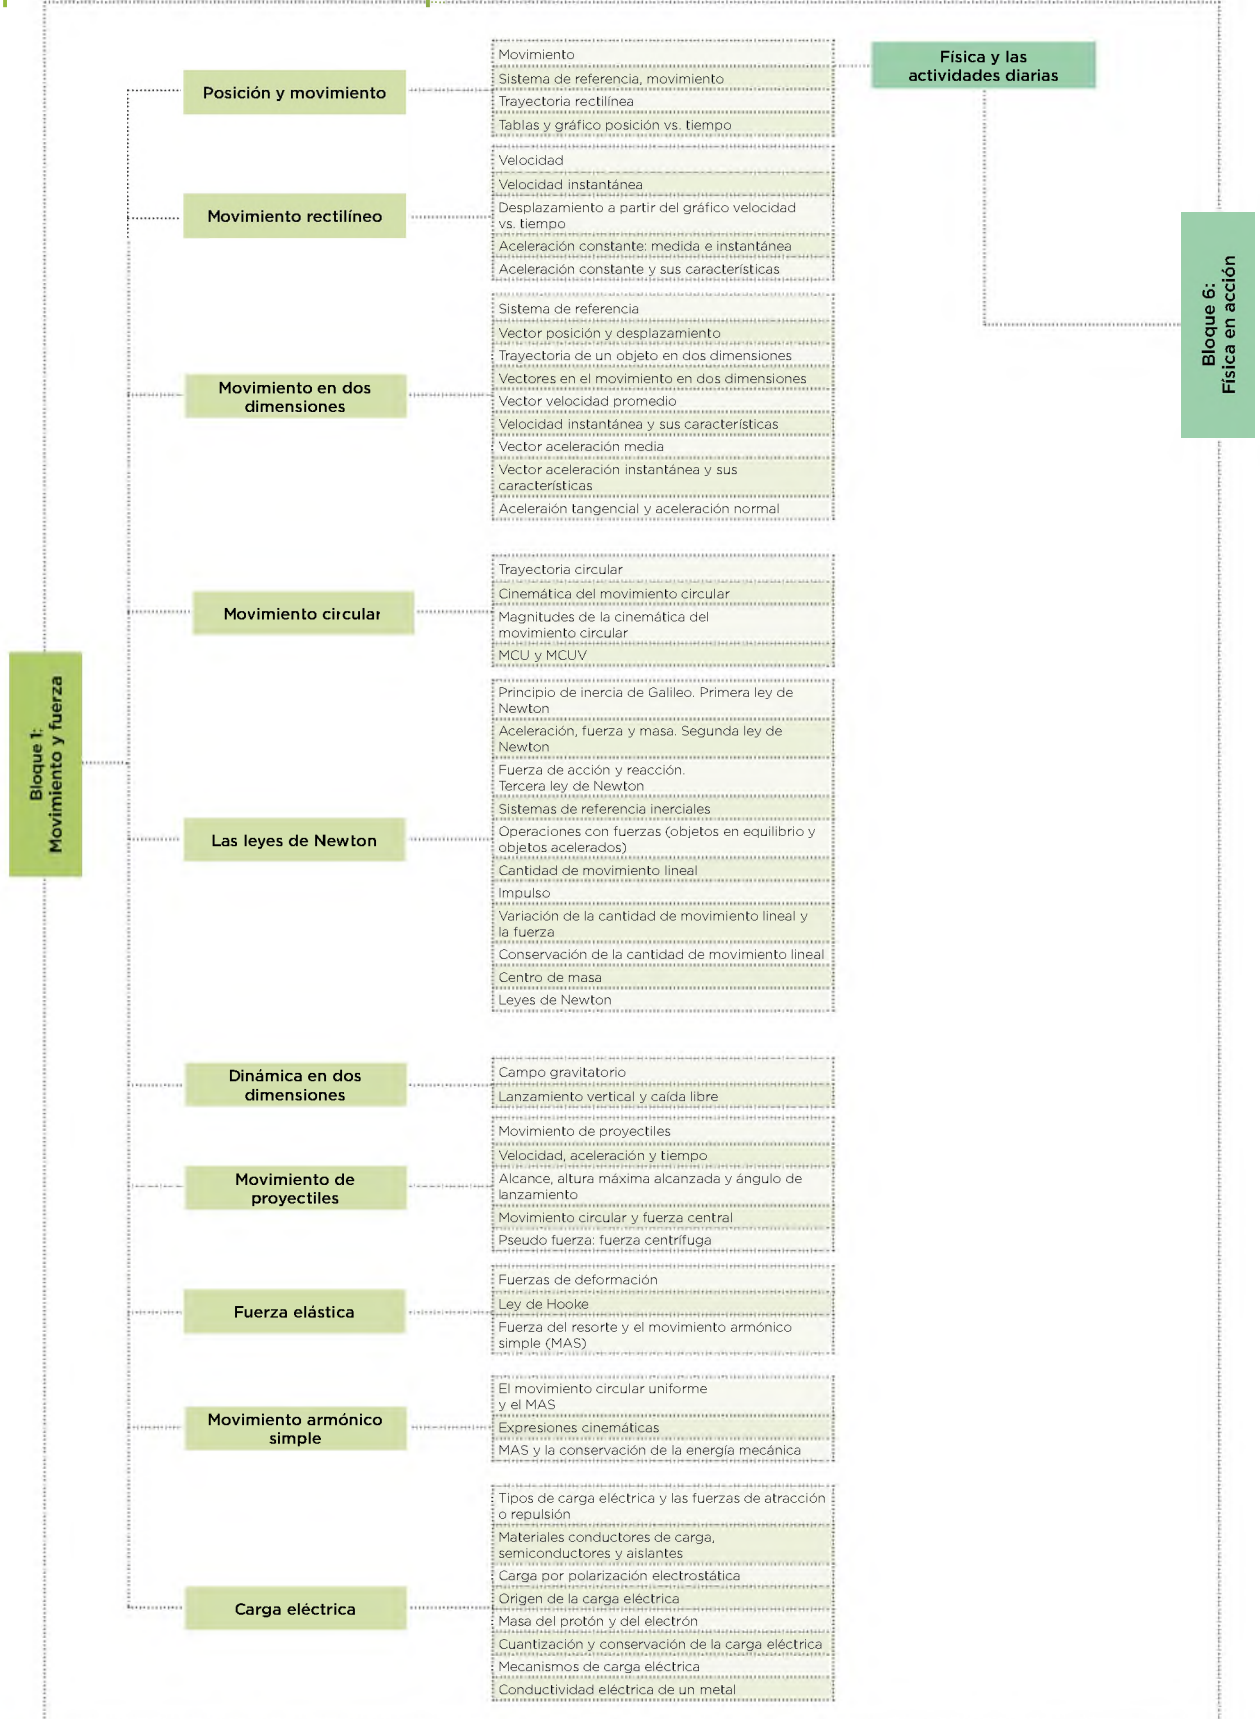 Bloque 1:
Movimiento y fuerza
Posición y movimiento
Movimiento
Sistema de referencia, movimiento
Trayectoria rectilínea
Tablas y gráfico posición vs. tiempo
Movimiento rectilíneo
Velocidad
Velocidad instantánea
Desplazamiento a partir del gráfico velocidad
vs. tiempo
Aceleración constante: medida e instantánea
Aceleración constante y sus características
Movimiento en dos
dimensiones
Sistema de referencia
Vector posición y desplazamiento
Trayectoria de un objeto en dos dimensiones
Vectores en el movimiento en dos dimensiones
Vector velocidad promedio
Velocidad instantánea y sus características
Vector aceleración media
Vector aceleración instantánea y sus
características
Aceleraión tangencial y aceleración normal
Movimiento circular
Trayectoria circular
Cinemática del movimiento circular
Magnitudes de la cinemática del
movimiento circular
MCU y MCUV
Las leyes de Newton
Principio de inercia de Galileo. Primera ley de
Newton
Aceleración, fuerza y masa. Segunda ley de
Newton
Fuerza de acción y reacción.
Tercera ley de Newton
Sistemas de referencia inerciales
Operaciones con fuerzas (objetos en equilibrio y
objetos acelerados)
Cantidad de movimiento lineal
Impulso
Variación de la cantidad de movimiento lineal y
la fuerza
Conservación de la cantidad de movimiento lineal
Centro de masa
Leyes de Newton
Dinámica en dos
dimensiones
Campo gravitatorio
Lanzamiento vertical y caída libre
Movimiento de
proyectiles
Movimiento de proyectiles
Velocidad, aceleración y tiempo
Alcance, altura máxima alcanzada y ángulo de
lanzamiento
Movimiento circular y fuerza central
Pseudo fuerza: fuerza centrífuga
Fuerza elástica
Fuerzas de deformación
Ley de Hooke
Fuerza del resorte y el movimiento armónico
simple (MAS)
Movimiento armónico
simple
El movimiento circular uniforme
y el MAS
Expresiones cinemáticas
MAS y la conservación de la energía mecánica
Carga eléctrica
Tipos de carga eléctrica y las fuerzas de atracción
o repulsión
Materiales conductores de carga,
semiconductores y aislantes
Carga por polarización electrostática
Origen de la carga eléctrica
Masa del protón y del electrón
Cuantización y conservación de la carga eléctrica
Mecanismos de carga eléctrica
Conductividad eléctrica de un metal
Física y las
actividades diarias
Bloque 6:
Física en acción